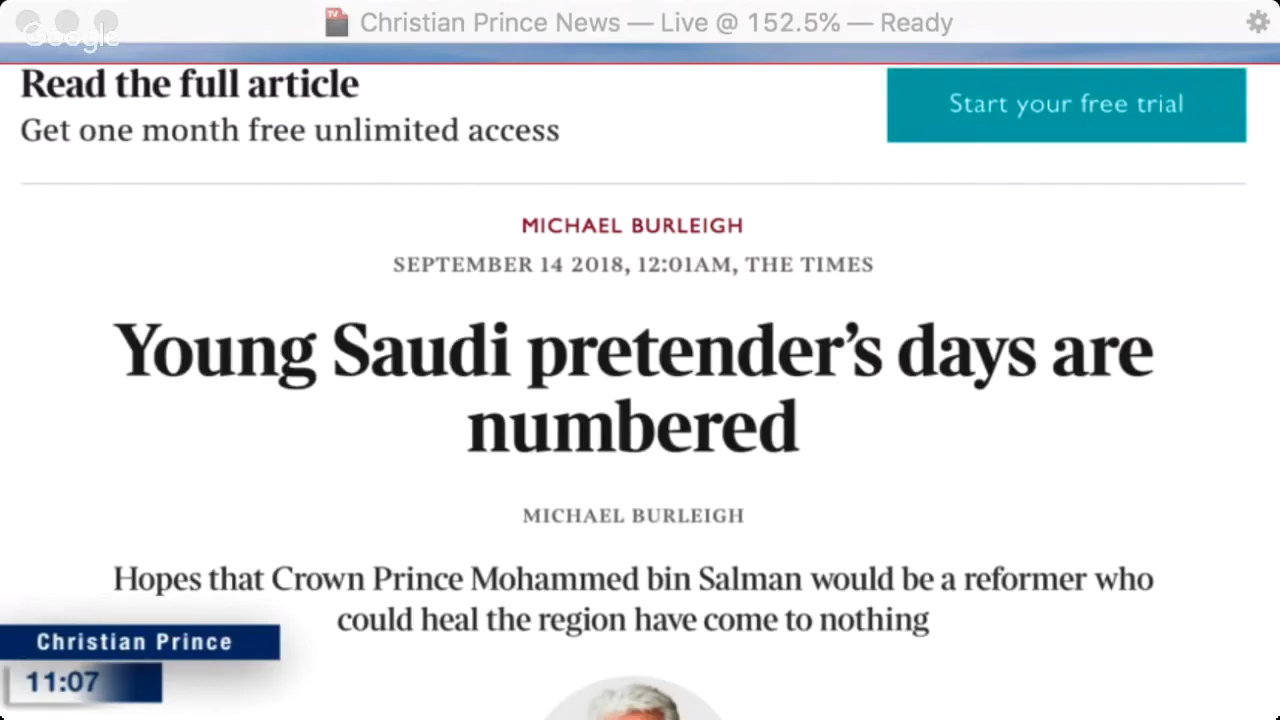 Christian Prince News — Live @ 152.5% — Ready
Google
Read the full article
Get one month free unlimited access
Start your free trial
MICHAEL BURLEIGH
SEPTEMBER 14 2018, 12:01AM, THE TIMES
Young Saudi pretender’s days are
numbered
MICHAEL BURLEIGH
Hopes that Crown Prince Mohammed bin Salman would be a reformer who
could heal the region have come to nothing
Christian Prince
11:07